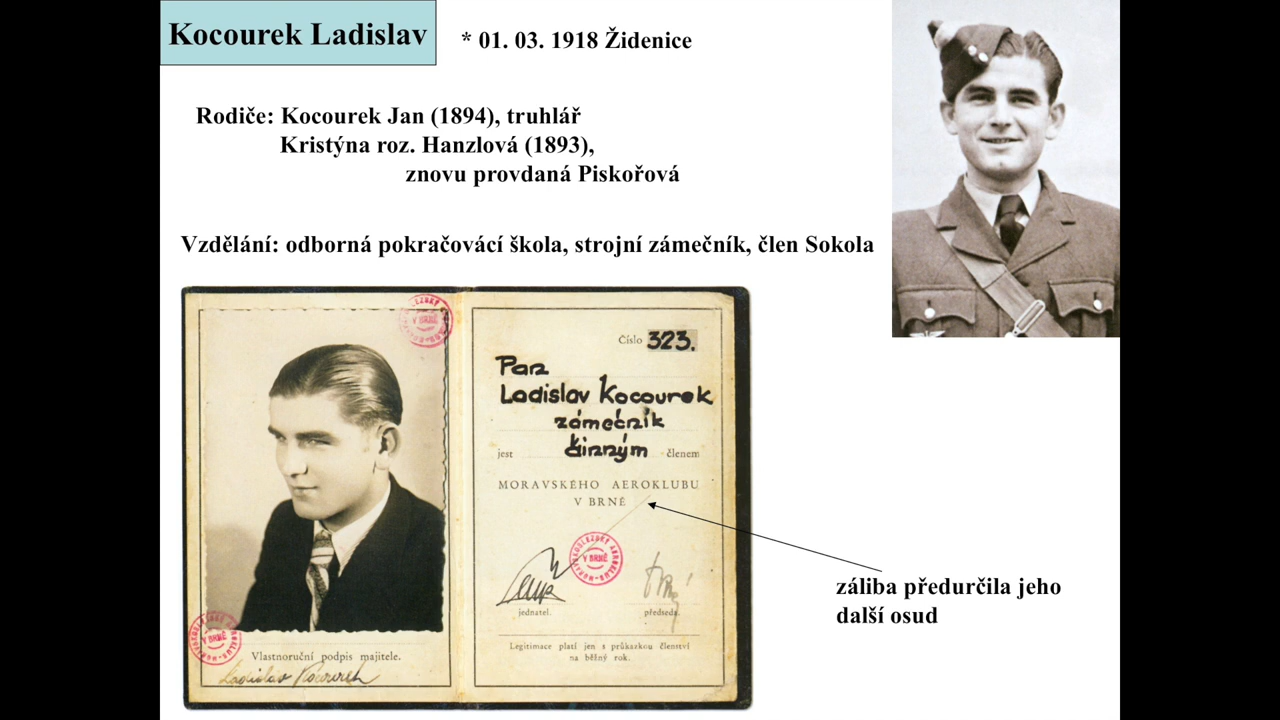 Kocourek Ladislav
* 01. 03. 1918 Židenice
Rodiče: Kocourek Jan (1894), truhlář
Kristýna roz. Hanzlová (1893),
znovu provdaná Piskořová
Vzdělání: odborná pokračovácí škola, strojní zámečník, člen Sokola
Číslo 323.
Pan
Ladislav Kocourek
zámečník
jest činným členem
MORAVSKÉHO AEROKLUBU
V BRNĚ
V BRNĚ
jednatel. předseda.
Legitimace platí jen s průkazkou členství
na běžný rok.
V BRNĚ
V BRNĚ
Vlastnoruční podpis majitele.
Ladislav Kocourek
záliba předurčila jeho
další osud